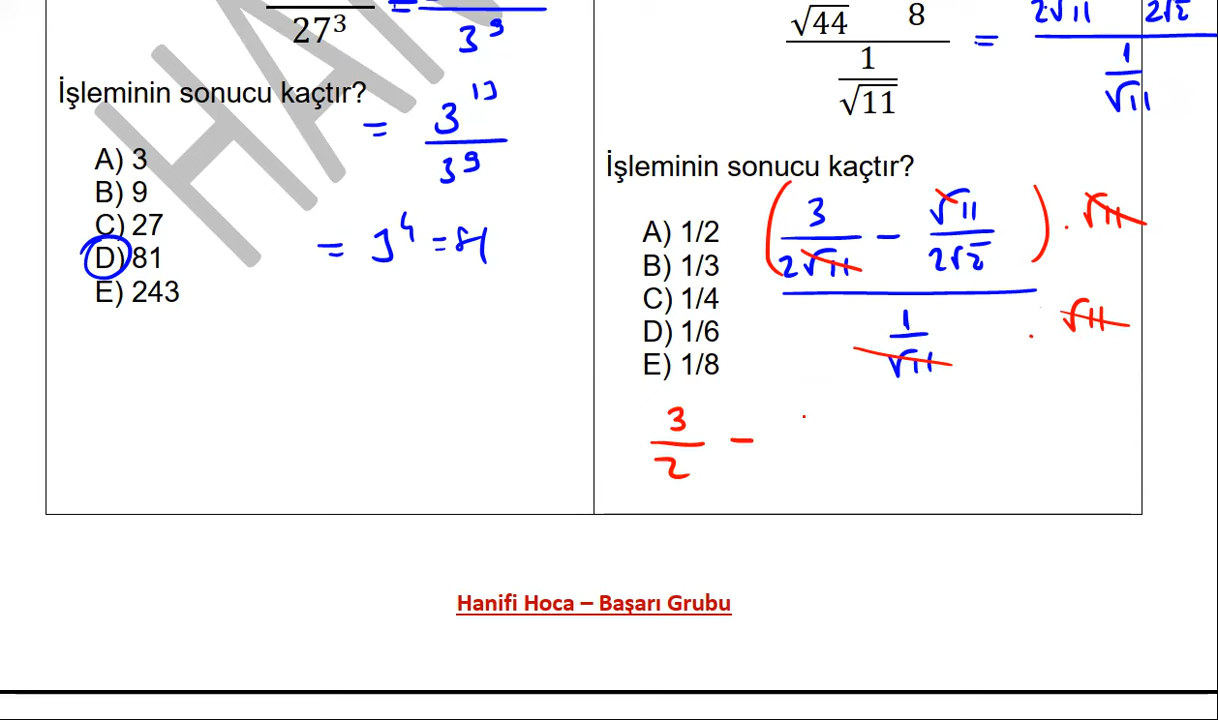 27³ = 3⁹
İşleminin sonucu kaçtır?
= 3¹³ / 3⁹
A) 3
B) 9
C) 27
D) 81
E) 243
= 3⁴ = 81
√44 8
1 / √11
= 2√11 2√2
1 / √11
İşleminin sonucu kaçtır?
A) 1/2
B) 1/3
C) 1/4
D) 1/6
E) 1/8
( 3 / 2√11 − √11 / 2√2 ) . √11
1 / √11 . √11
3 / 2 −
Hanifi Hoca – Başarı Grubu